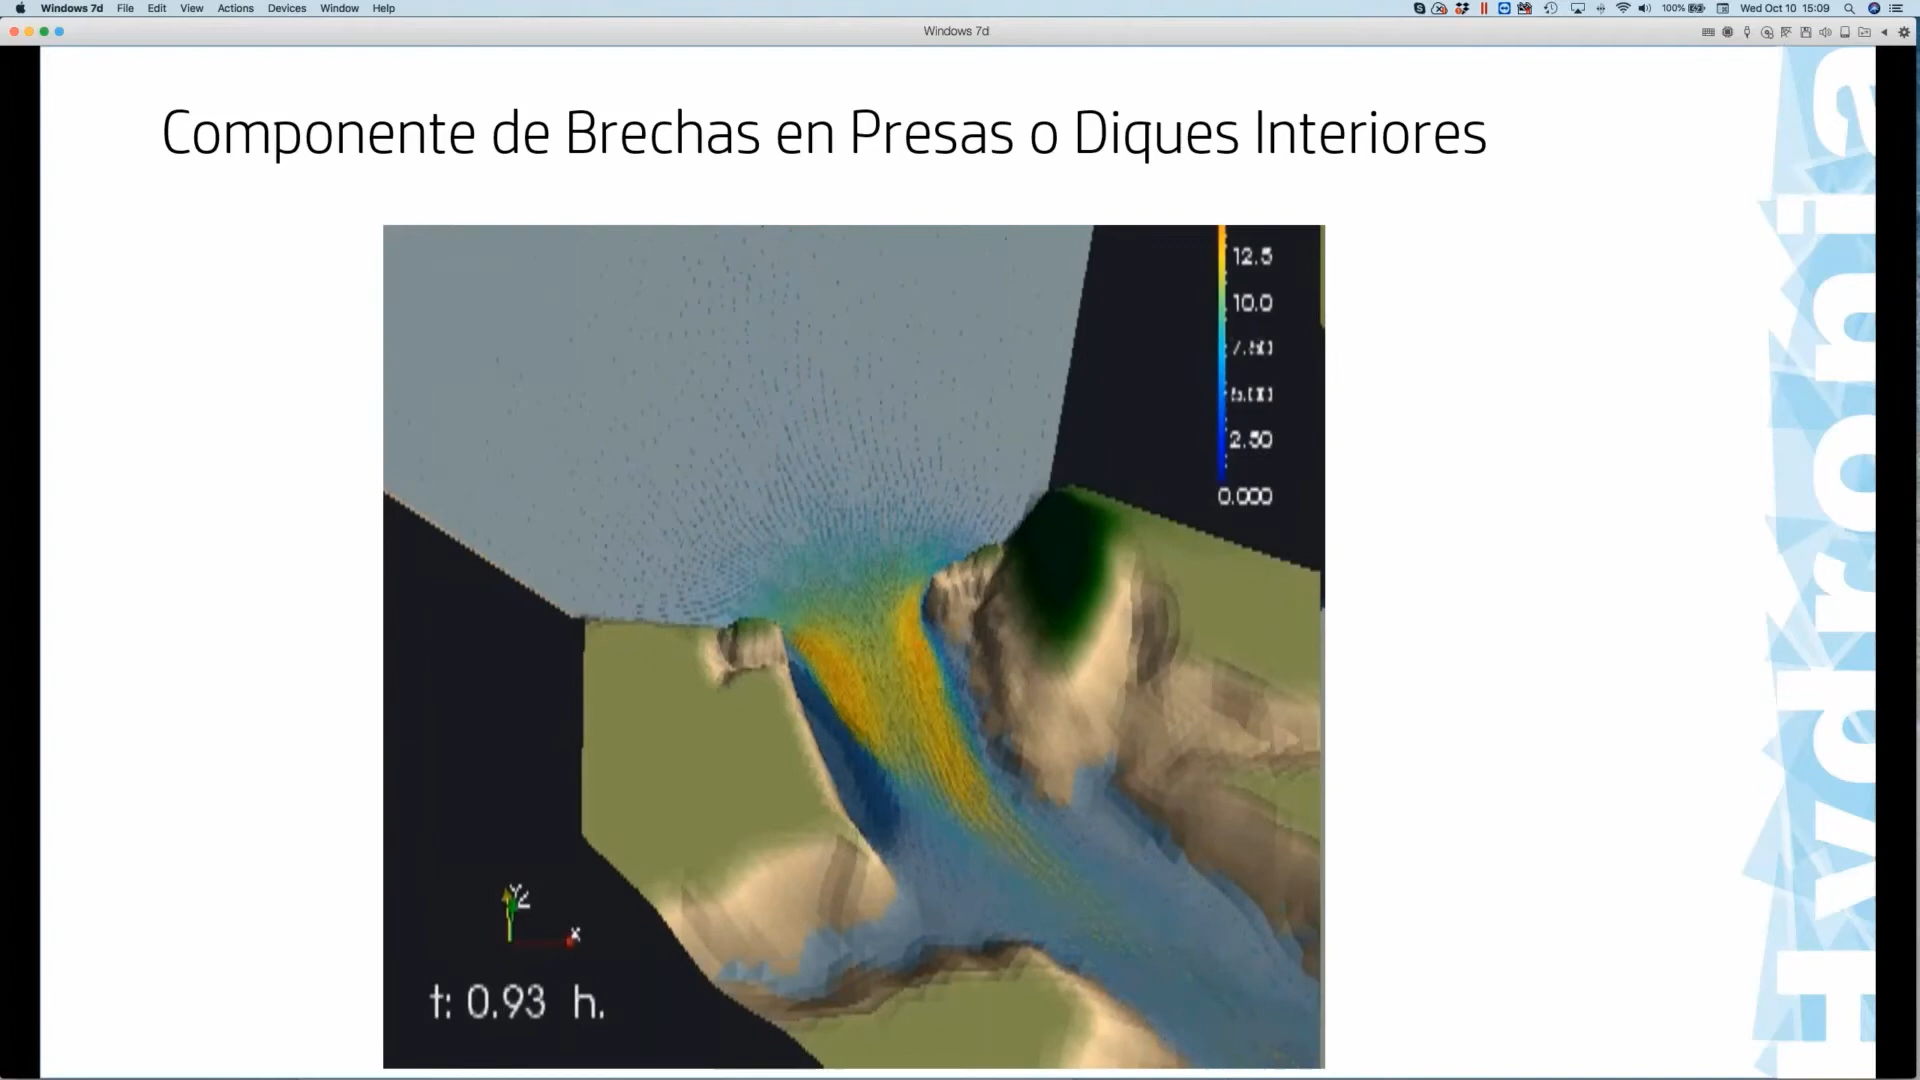 Windows 7d File Edit View Actions Devices Window Help
100% Wed Oct 10 15:09
Windows 7d
Componente de Brechas en Presas o Diques Interiores
12.5
10.0
2.50
0.000
Y
Z
X
t: 0.93 h.
Hydronia